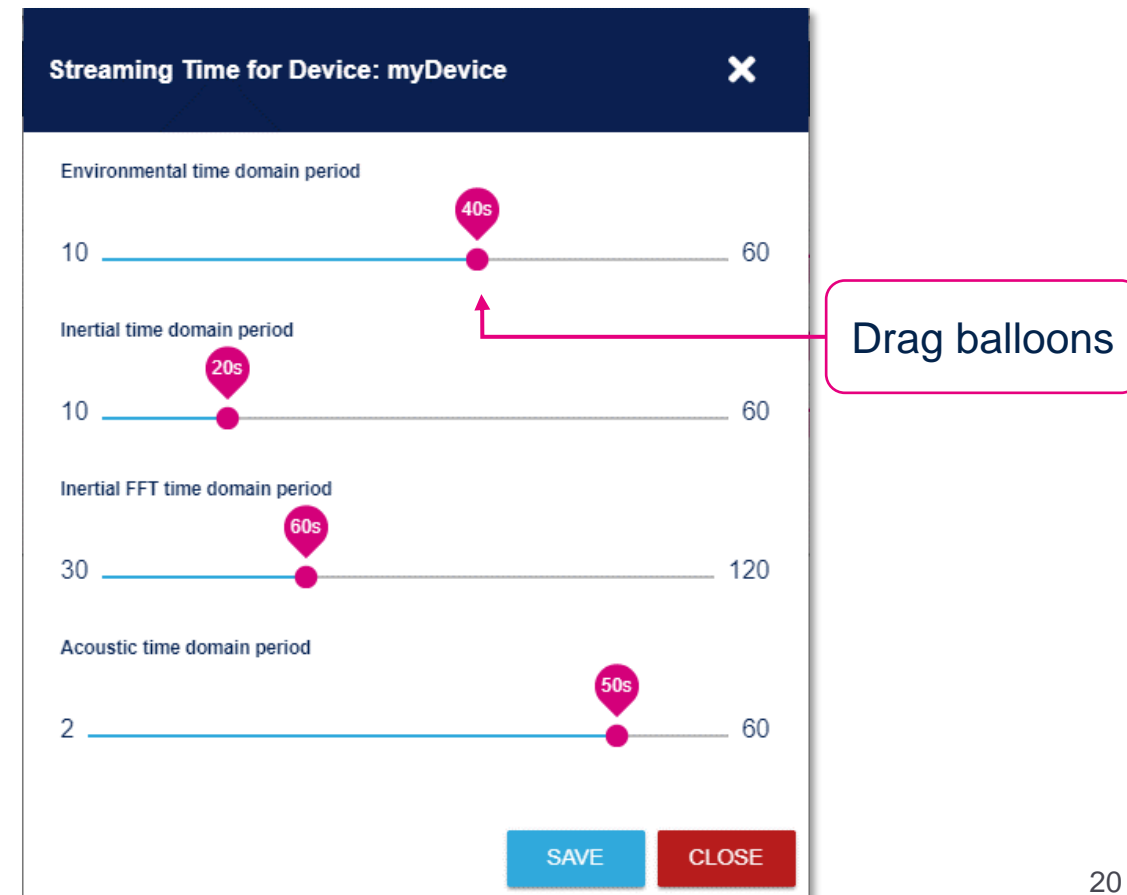 Streaming Time for Device: myDevice
Environmental time domain period
40s
10 60
Drag balloons
Inertial time domain period
20s
10 60
Inertial FFT time domain period
60s
30 120
Acoustic time domain period
50s
2 60
SAVE CLOSE
20